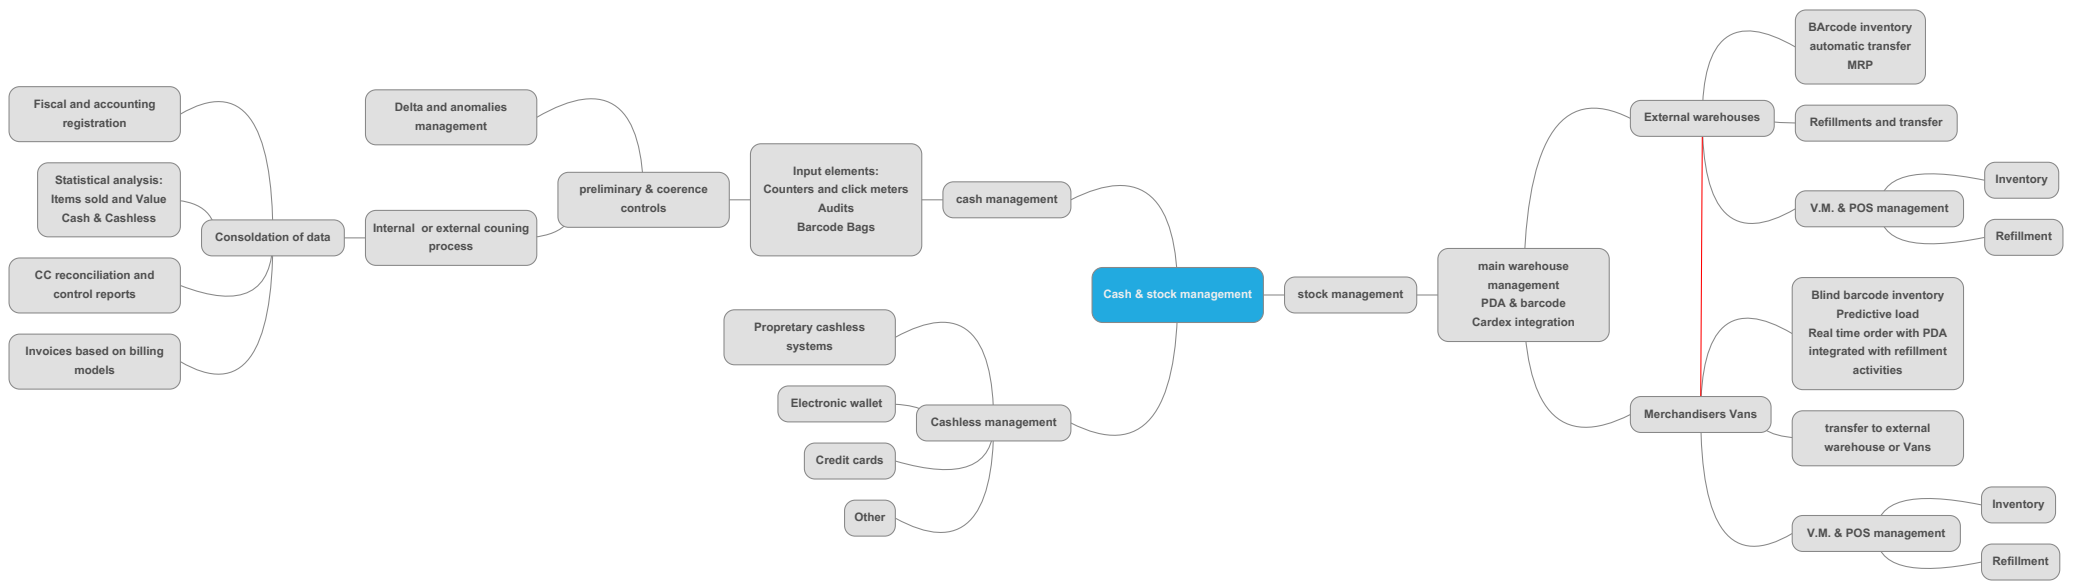 Fiscal and accounting
registration
Statistical analysis:
Items sold and Value
Cash & Cashless
CC reconciliation and
control reports
Invoices based on billing
models
Consoldation of data
Delta and anomalies
management
Internal  or external couning
process
preliminary & coerence
controls
Input elements:
Counters and click meters
Audits
Barcode Bags
cash management
Propretary cashless
systems
Electronic wallet
Credit cards
Other
Cashless management
Cash & stock management
stock management
main warehouse
management
PDA & barcode
Cardex integration
External warehouses
BArcode inventory
automatic transfer
MRP
Refillments and transfer
V.M. & POS management
Inventory
Refillment
Merchandisers Vans
Blind barcode inventory
Predictive load
Real time order with PDA
integrated with refillment
activities
transfer to external
warehouse or Vans
V.M. & POS management
Inventory
Refillment